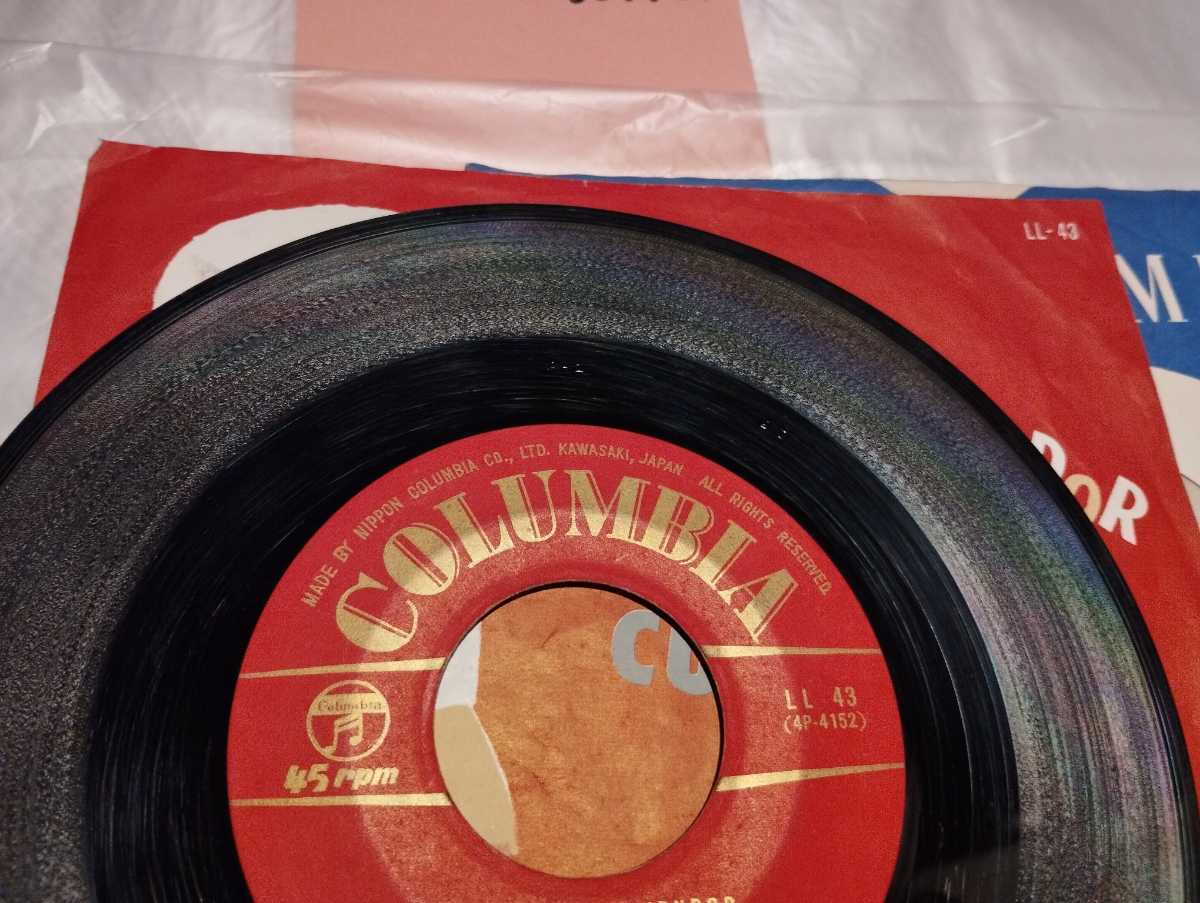 LL-43
M
DOR
MADE BY NIPPON COLUMBIA CO., LTD. KAWASAKI, JAPAN ALL RIGHTS RESERVED.
COLUMBIA
CU
LL 43
(4P-4152)
Columbia
45 rpm